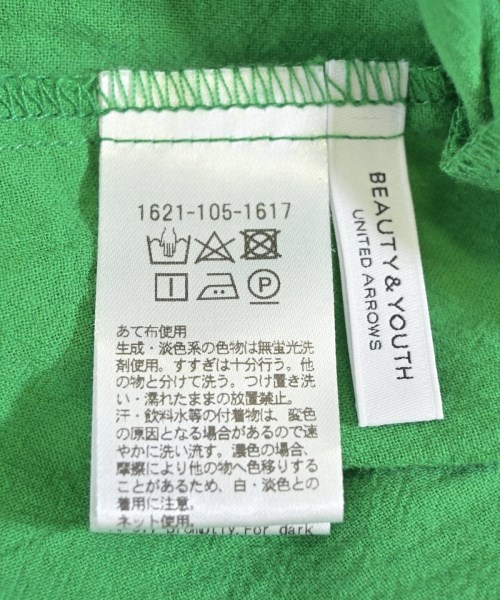 1621-105-1617
P
あて布使用
生成・淡色系の色物は無蛍光洗
剤使用。すすぎは十分行う。他
の物と分けて洗う。つけ置き洗
い・濡れたままの放置禁止。
汗・飲料水等の付着物は、変色
の原因となる場合があるので速
やかに洗い流す。濃色の場合、
摩擦により他の物へ色移りする
ことがあるため、白・淡色との
着用に注意。
ネット使用。
For dark
BEAUTY & YOUTH
UNITED ARROWS